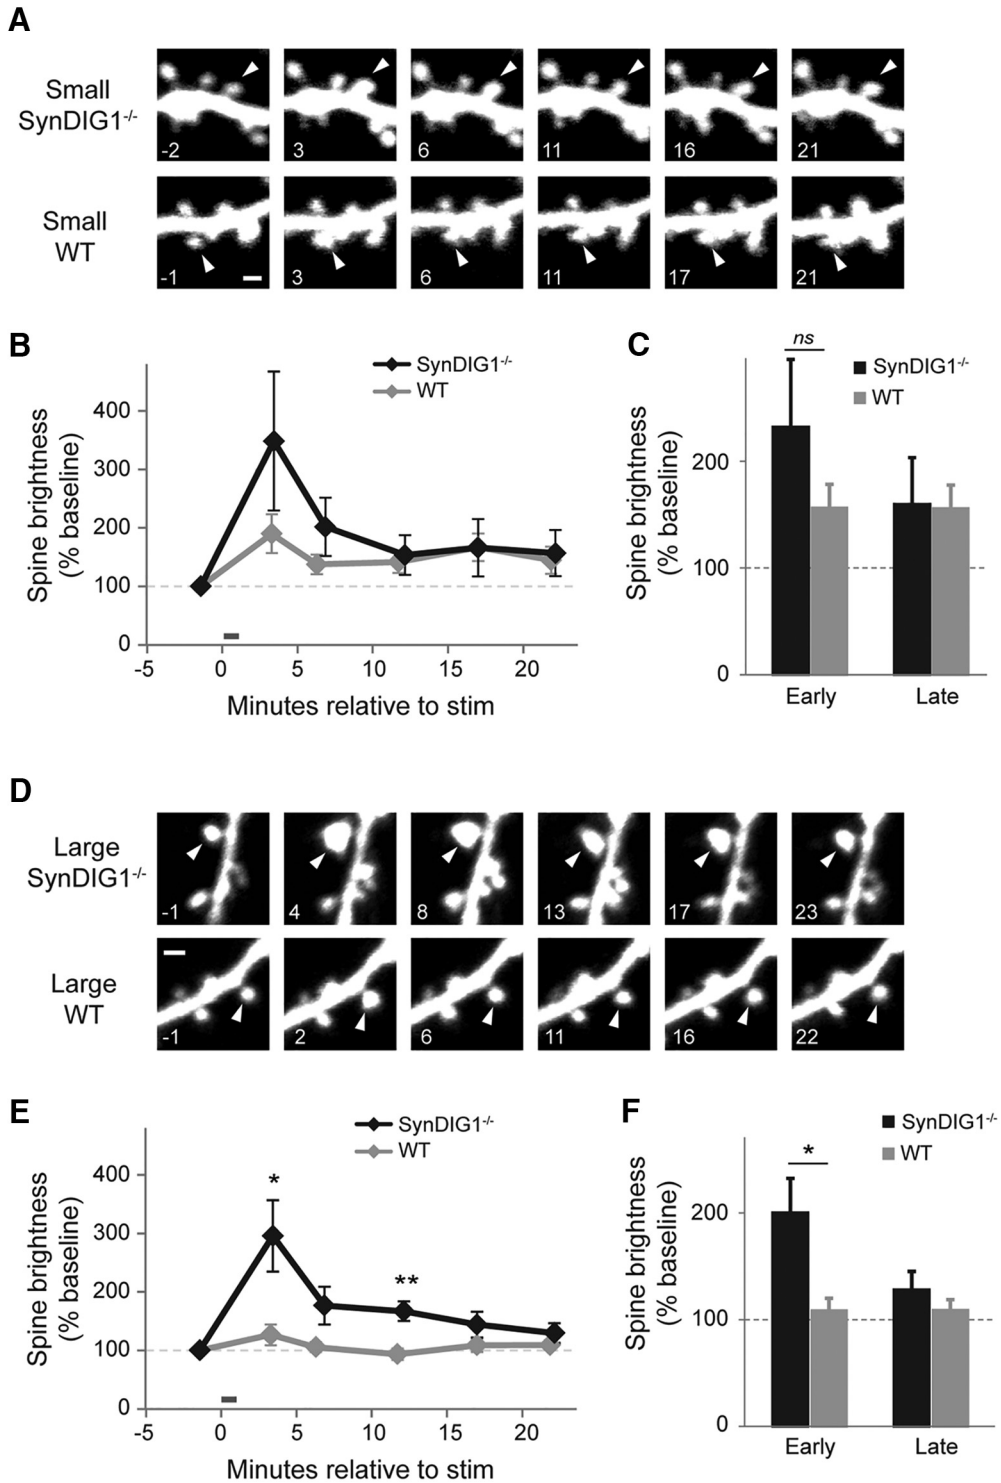 A
Small
SynDIG1-/-
-2 3 6 11 16 21
Small
WT
-1 3 6 11 17 21
B
Spine brightness
(% baseline)
400
300
200
100
0
-5 0 5 10 15 20
Minutes relative to stim
SynDIG1-/-
WT
C
Spine brightness
(% baseline)
ns
SynDIG1-/-
WT
200
100
0
Early Late
D
Large
SynDIG1-/-
-1 4 8 13 17 23
Large
WT
-1 2 6 11 16 22
E
Spine brightness
(% baseline)
SynDIG1-/-
WT
400
300
200
100
0
*
**
-5 0 5 10 15 20
Minutes relative to stim
F
Spine brightness
(% baseline)
SynDIG1-/-
WT
*
200
100
0
Early Late